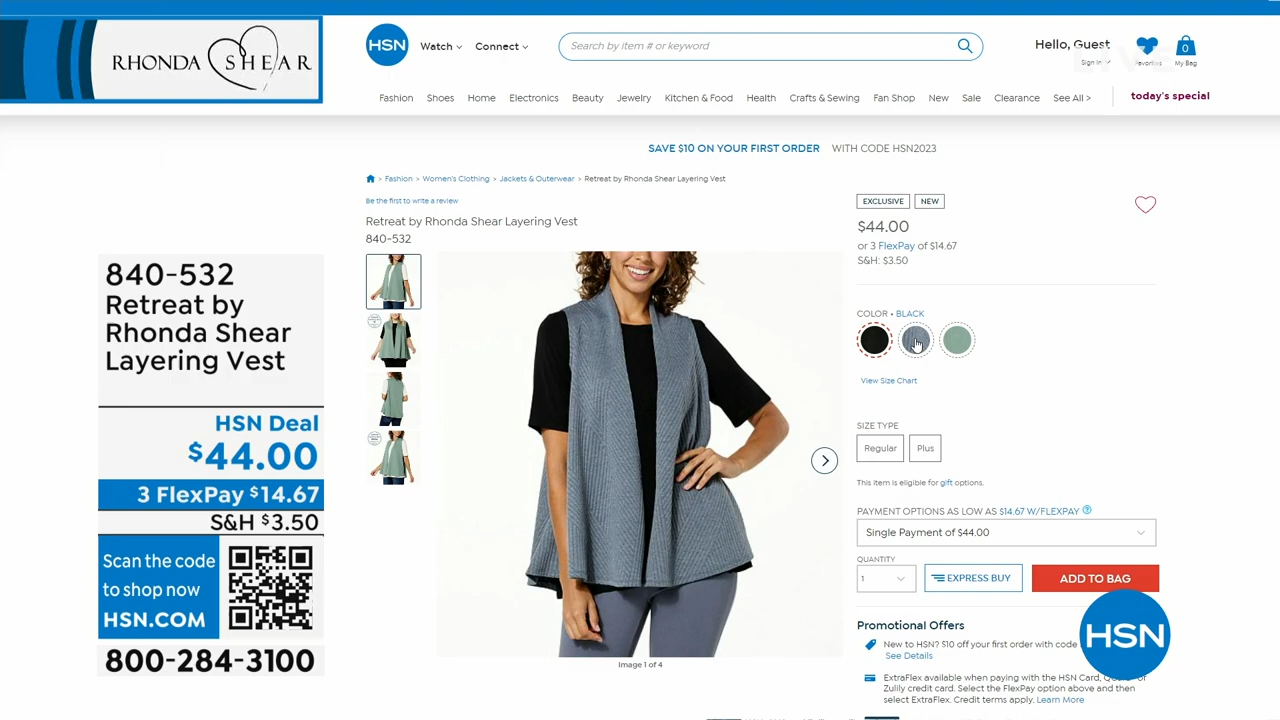 RHONDA SHEAR
HSN
Watch
Connect
Search by item # or keyword
Hello, Guest
Sign In
Favorites
0
My Bag
Fashion
Shoes
Home
Electronics
Beauty
Jewelry
Kitchen & Food
Health
Crafts & Sewing
Fan Shop
New
Sale
Clearance
See All >
today's special
SAVE $10 ON YOUR FIRST ORDER WITH CODE HSN2023
> Fashion > Women's Clothing > Jackets & Outerwear > Retreat by Rhonda Shear Layering Vest
Be the first to write a review
Retreat by Rhonda Shear Layering Vest
840-532
EXCLUSIVE
NEW
$44.00
or 3 FlexPay of $14.67
S&H: $3.50
COLOR • BLACK
View Size Chart
SIZE TYPE
Regular
Plus
This item is eligible for gift options.
PAYMENT OPTIONS AS LOW AS $14.67 W/FLEXPAY
Single Payment of $44.00
QUANTITY
1
EXPRESS BUY
ADD TO BAG
Promotional Offers
New to HSN? $10 off your first order with code
See Details
ExtraFlex available when paying with the HSN Card, or
Zulily credit card. Select the FlexPay option above and then
select ExtraFlex. Credit terms apply. Learn More
Image 1 of 4
840-532
Retreat by
Rhonda Shear
Layering Vest
HSN Deal
$44.00
3 FlexPay $14.67
S&H $3.50
Scan the code
to shop now
HSN.COM
800-284-3100
HSN